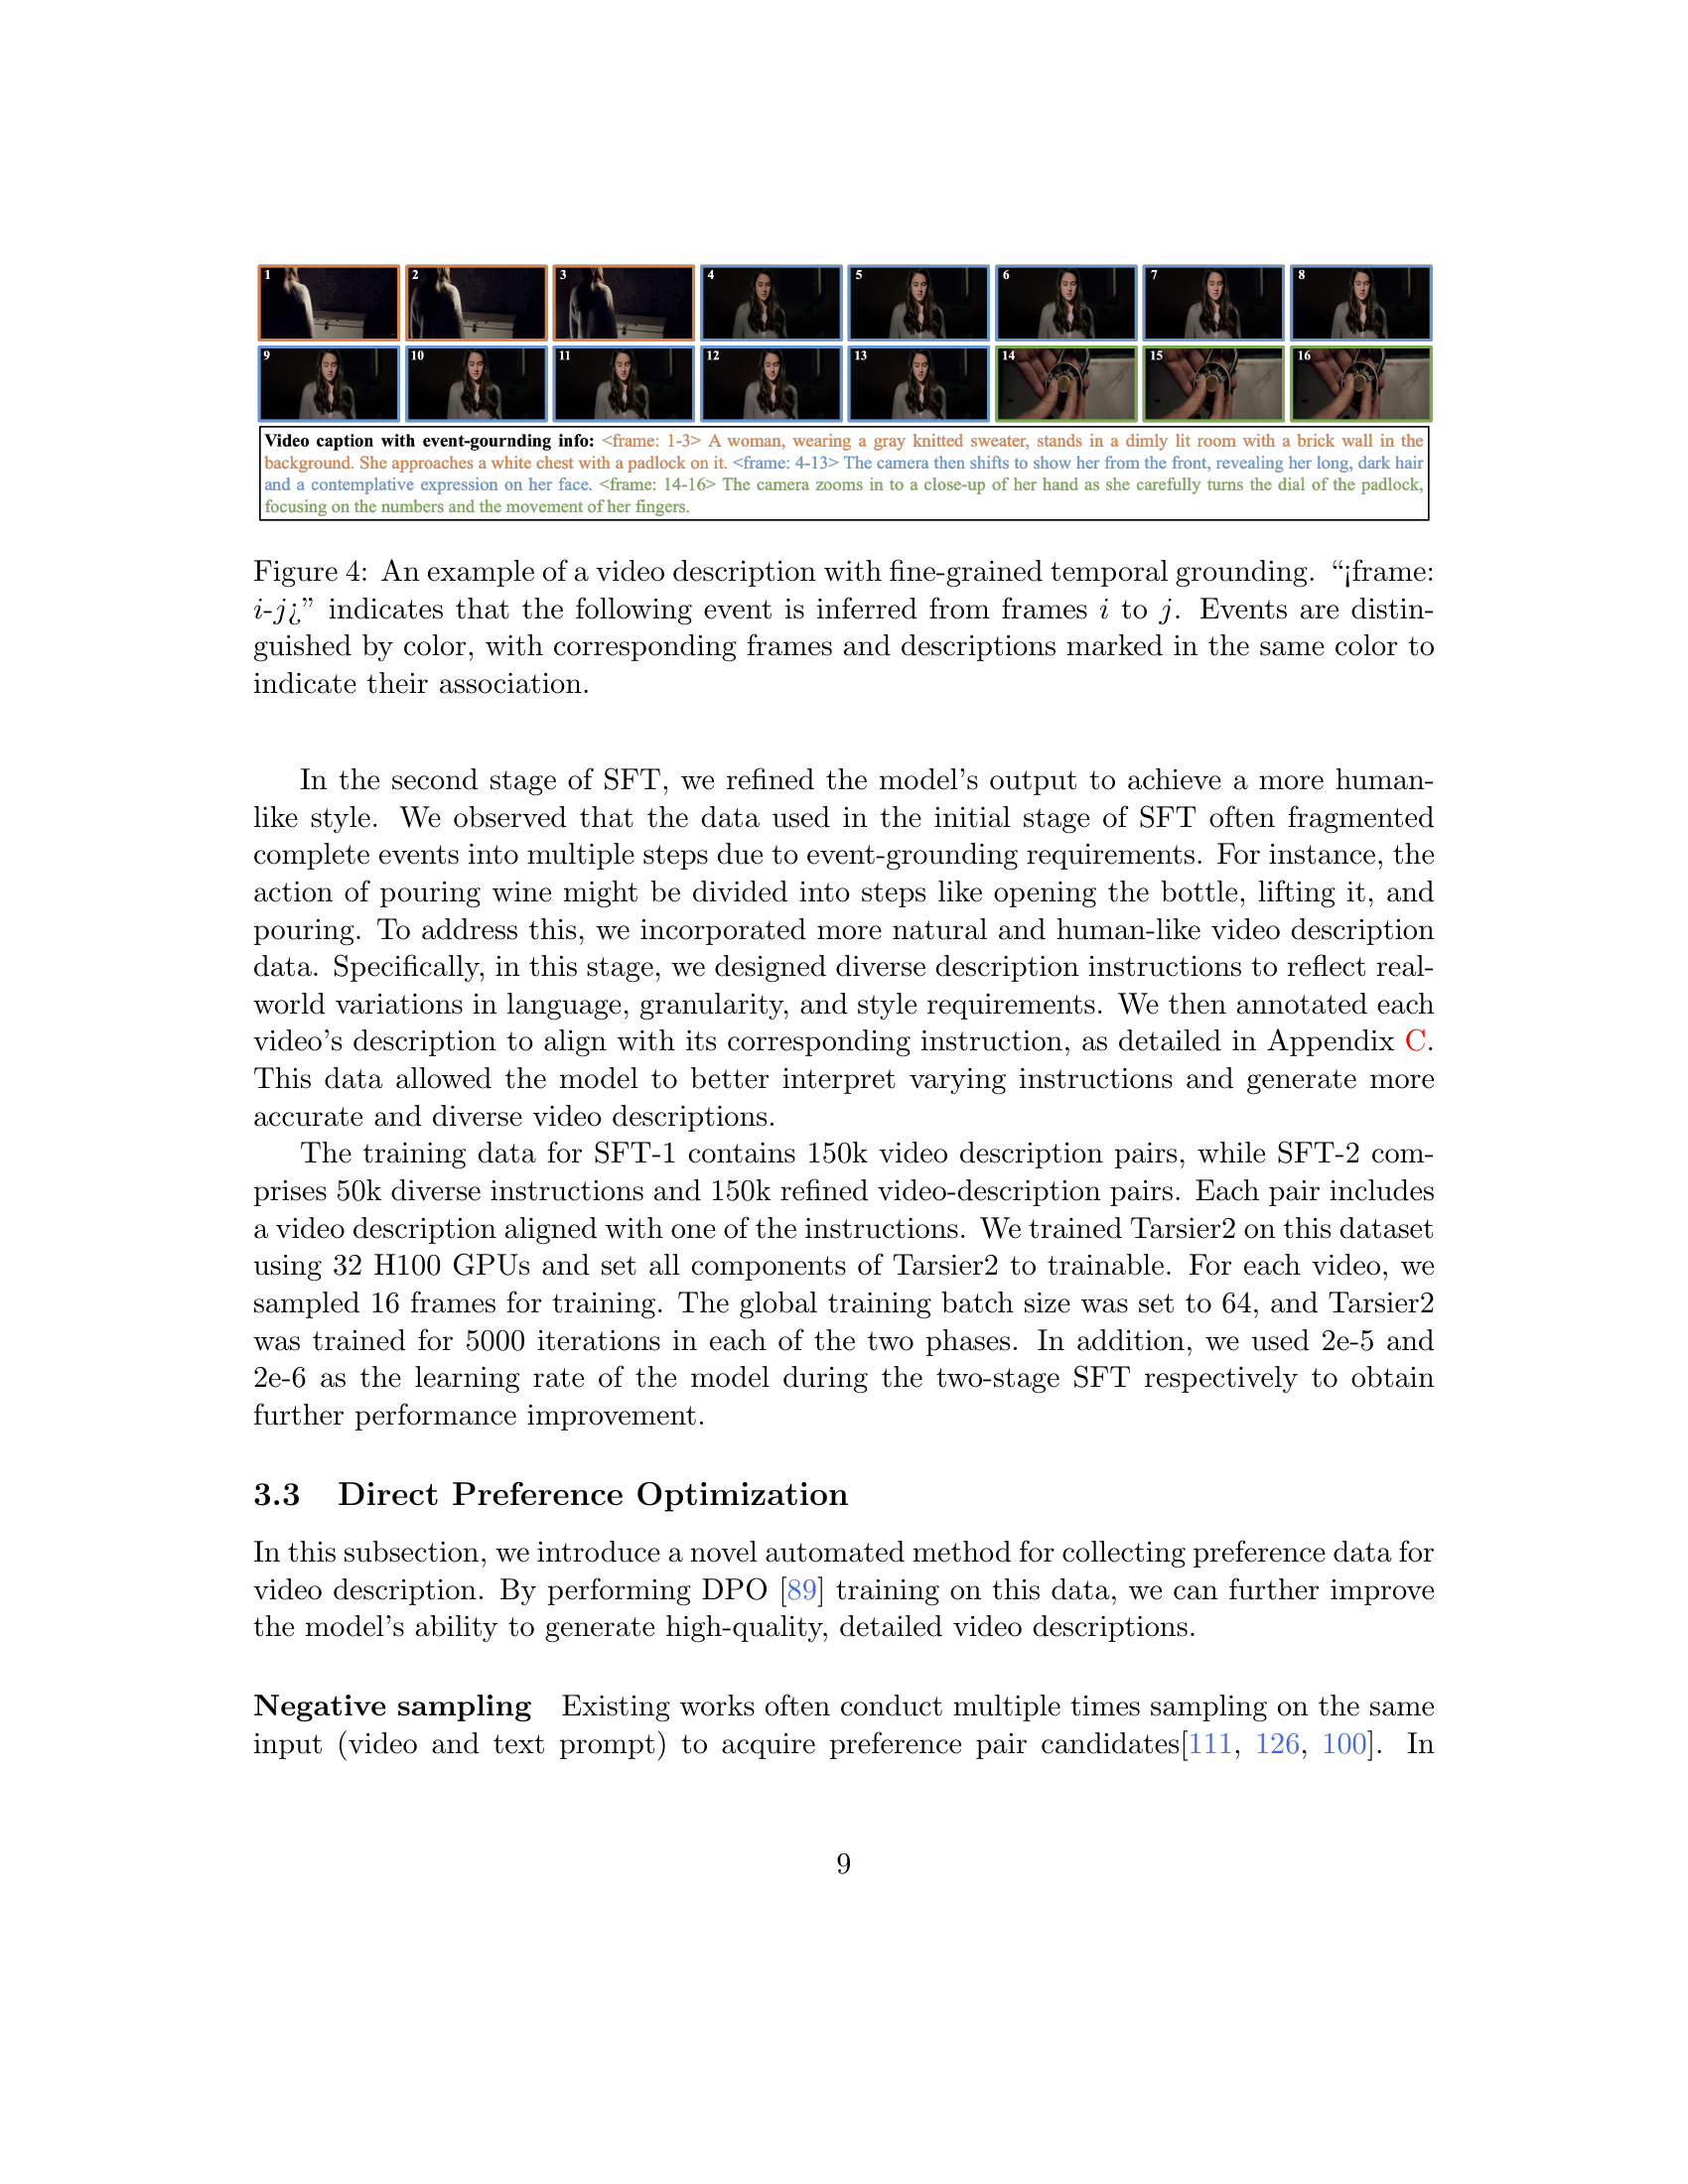 1 2 3 4 5 6 7 8
9 10 11 12 13 14 15 16
Video caption with event-gournding info: <frame: 1-3> A woman, wearing a gray knitted sweater, stands in a dimly lit room with a brick wall in the
background. She approaches a white chest with a padlock on it. <frame: 4-13> The camera then shifts to show her from the front, revealing her long, dark hair
and a contemplative expression on her face. <frame: 14-16> The camera zooms in to a close-up of her hand as she carefully turns the dial of the padlock,
focusing on the numbers and the movement of her fingers.
Figure 4: An example of a video description with fine-grained temporal grounding. “¡frame:
i-j¿” indicates that the following event is inferred from frames i to j. Events are distin-
guished by color, with corresponding frames and descriptions marked in the same color to
indicate their association.
In the second stage of SFT, we refined the model’s output to achieve a more human-
like style. We observed that the data used in the initial stage of SFT often fragmented
complete events into multiple steps due to event-grounding requirements. For instance, the
action of pouring wine might be divided into steps like opening the bottle, lifting it, and
pouring. To address this, we incorporated more natural and human-like video description
data. Specifically, in this stage, we designed diverse description instructions to reflect real-
world variations in language, granularity, and style requirements. We then annotated each
video’s description to align with its corresponding instruction, as detailed in Appendix C.
This data allowed the model to better interpret varying instructions and generate more
accurate and diverse video descriptions.
The training data for SFT-1 contains 150k video description pairs, while SFT-2 com-
prises 50k diverse instructions and 150k refined video-description pairs. Each pair includes
a video description aligned with one of the instructions. We trained Tarsier2 on this dataset
using 32 H100 GPUs and set all components of Tarsier2 to trainable. For each video, we
sampled 16 frames for training. The global training batch size was set to 64, and Tarsier2
was trained for 5000 iterations in each of the two phases. In addition, we used 2e-5 and
2e-6 as the learning rate of the model during the two-stage SFT respectively to obtain
further performance improvement.
3.3 Direct Preference Optimization
In this subsection, we introduce a novel automated method for collecting preference data for
video description. By performing DPO [89] training on this data, we can further improve
the model’s ability to generate high-quality, detailed video descriptions.
Negative sampling Existing works often conduct multiple times sampling on the same
input (video and text prompt) to acquire preference pair candidates[111, 126, 100]. In
9